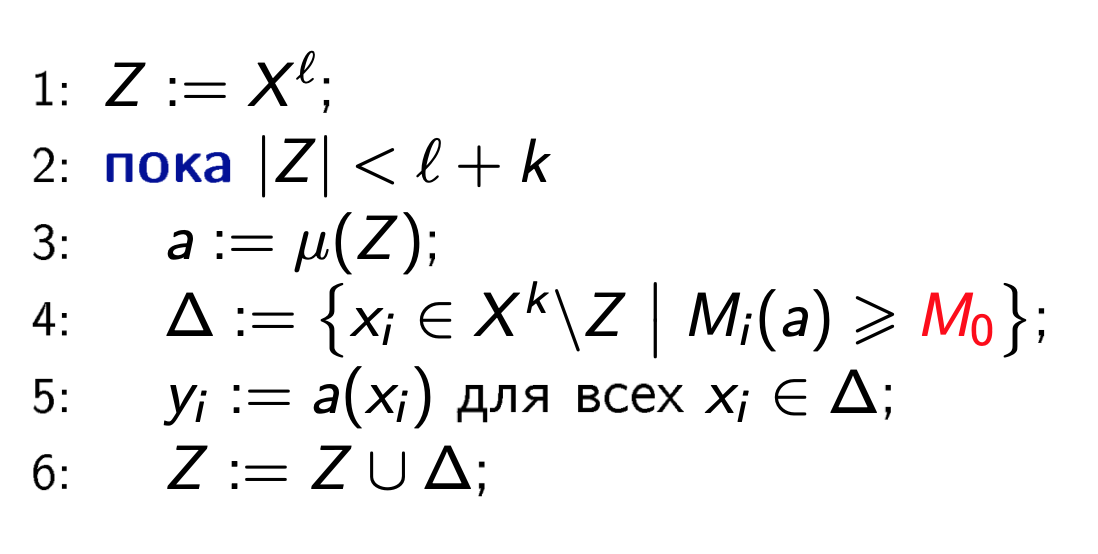 1: Z := X^ℓ;
2: пока |Z| < ℓ + k
3: a := μ(Z);
4: Δ := {x_i ∈ X^k\Z | M_i(a) ⩾ M_0};
5: y_i := a(x_i) для всех x_i ∈ Δ;
6: Z := Z ∪ Δ;